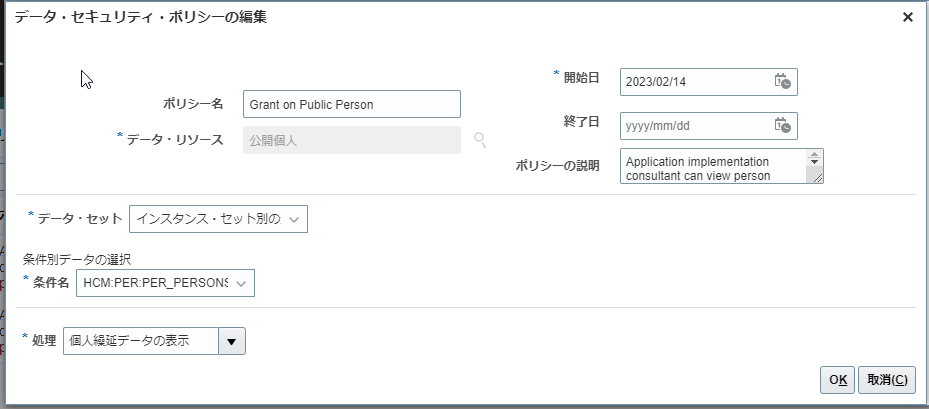 データ・セキュリティ・ポリシーの編集
ポリシー名 Grant on Public Person
* データ・リソース 公開個人
* 開始日 2023/02/14
終了日 yyyy/mm/dd
ポリシーの説明 Application implementation
consultant can view person
* データ・セット インスタンス・セット別の
条件別データの選択
* 条件名 HCM:PER:PER_PERSONS
* 処理 個人繰延データの表示
OK 取消(C)